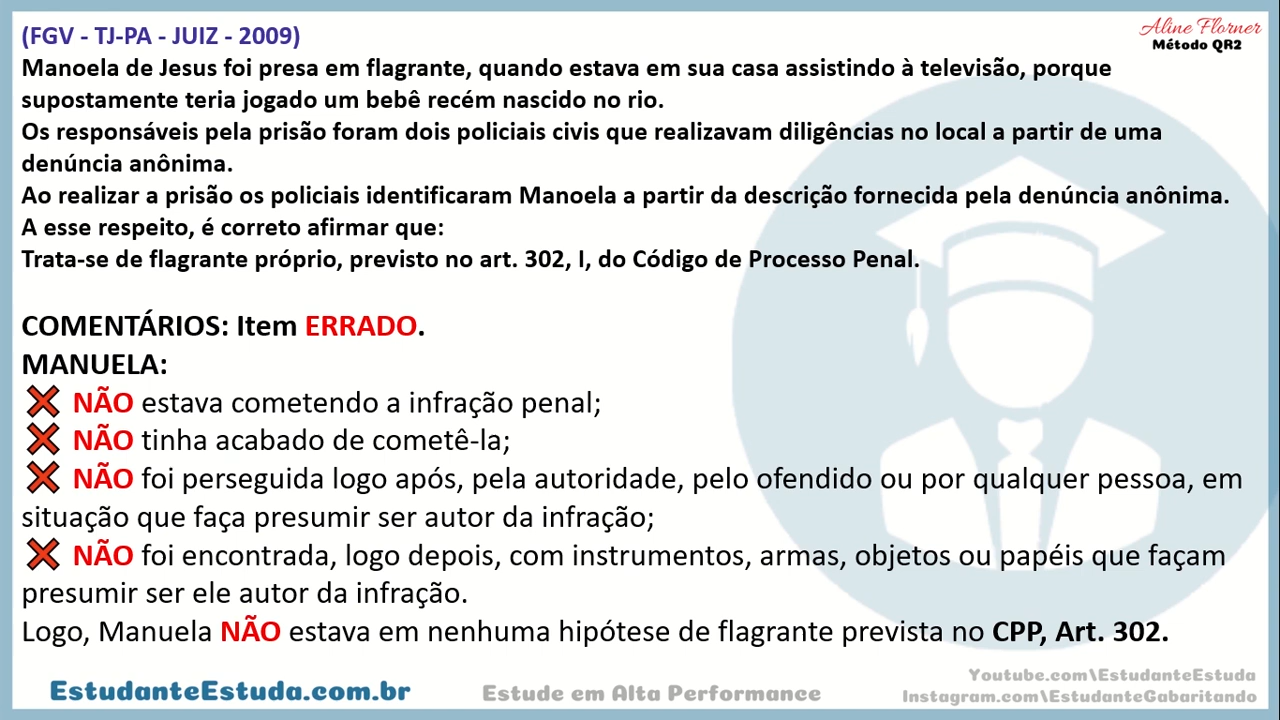 (FGV - TJ-PA - JUIZ - 2009)
Aline Florner
Método QR2
Manoela de Jesus foi presa em flagrante, quando estava em sua casa assistindo à televisão, porque
supostamente teria jogado um bebê recém nascido no rio.
Os responsáveis pela prisão foram dois policiais civis que realizavam diligências no local a partir de uma
denúncia anônima.
Ao realizar a prisão os policiais identificaram Manoela a partir da descrição fornecida pela denúncia anônima.
A esse respeito, é correto afirmar que:
Trata-se de flagrante próprio, previsto no art. 302, I, do Código de Processo Penal.
COMENTÁRIOS: Item ERRADO.
MANUELA:
❌ NÃO estava cometendo a infração penal;
❌ NÃO tinha acabado de cometê-la;
❌ NÃO foi perseguida logo após, pela autoridade, pelo ofendido ou por qualquer pessoa, em
situação que faça presumir ser autor da infração;
❌ NÃO foi encontrada, logo depois, com instrumentos, armas, objetos ou papéis que façam
presumir ser ele autor da infração.
Logo, Manuela NÃO estava em nenhuma hipótese de flagrante prevista no CPP, Art. 302.
EstudanteEstuda.com.br
Estude em Alta Performance
Youtube.com\EstudanteEstuda
Instagram.com\EstudanteGabaritando